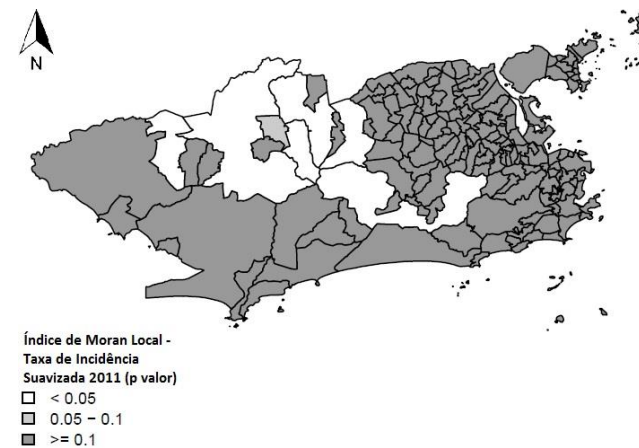 N
Índice de Moran Local -
Taxa de Incidência
Suavizada 2011 (p valor)
< 0.05
0.05 – 0.1
>= 0.1